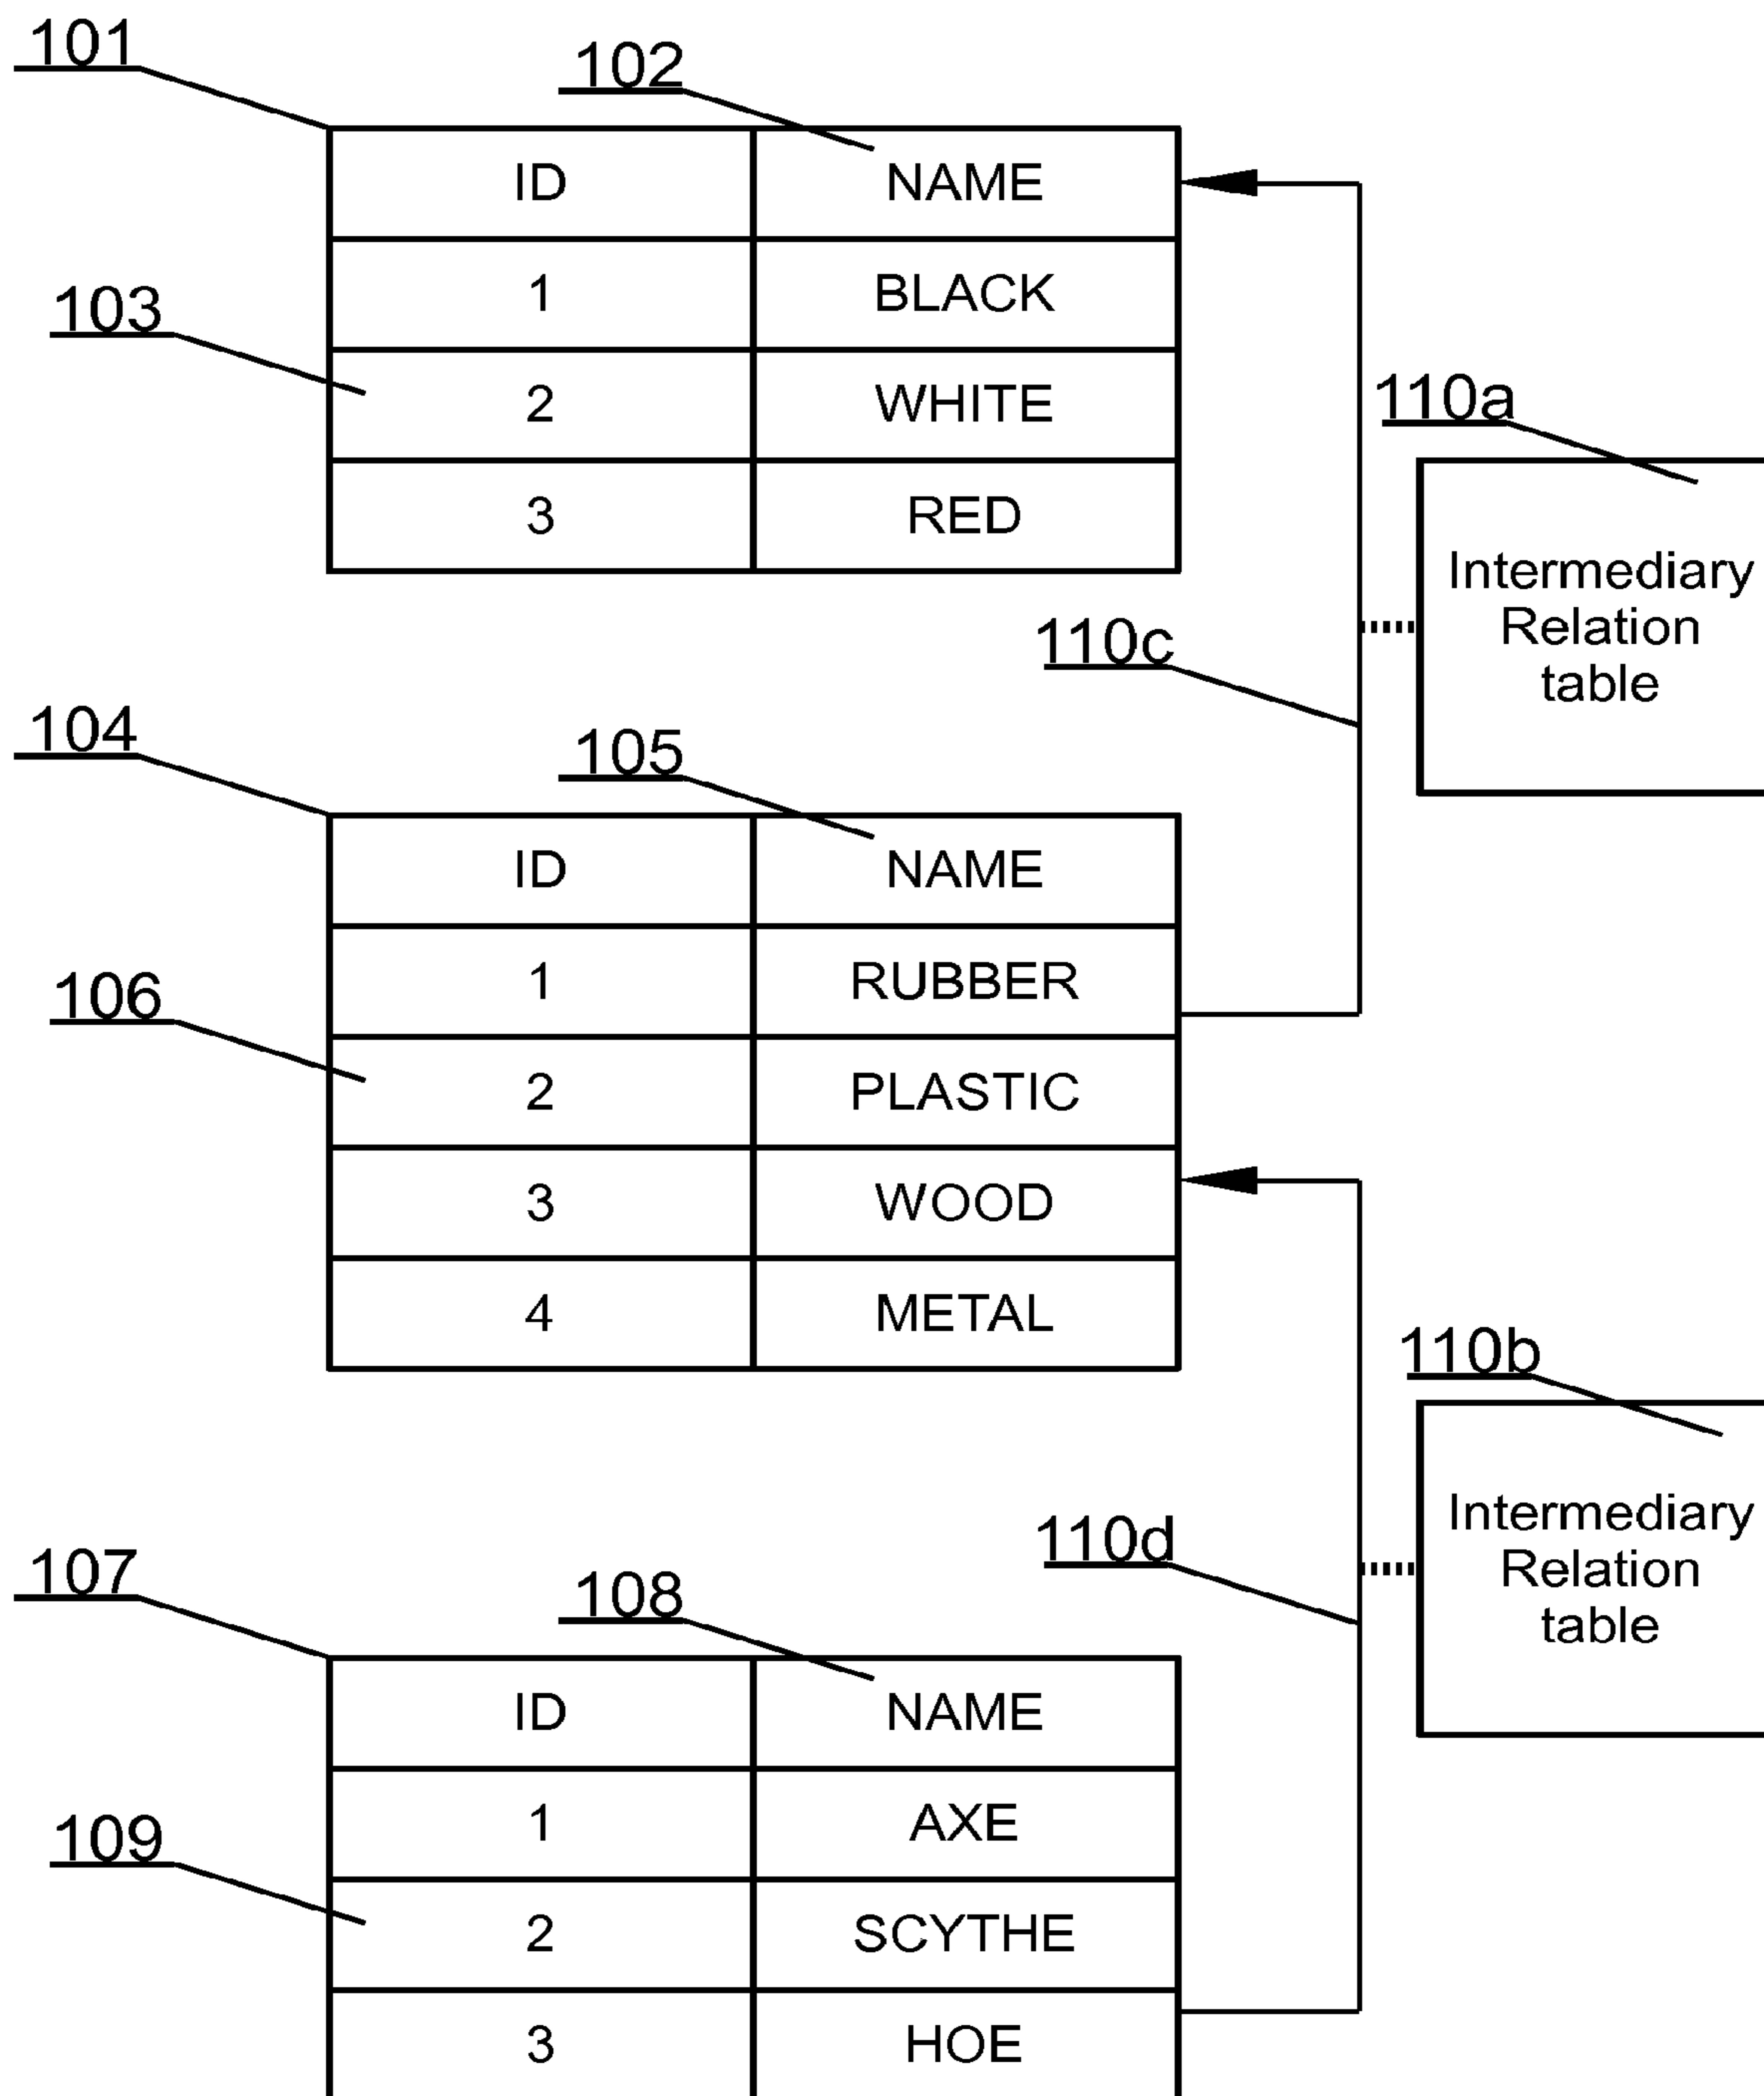 101
102
ID NAME
1 BLACK
103
2 WHITE
3 RED
110a
Intermediary
Relation
table
110c
104
105
ID NAME
1 RUBBER
106
2 PLASTIC
3 WOOD
4 METAL
110b
Intermediary
Relation
table
110d
107
108
ID NAME
1 AXE
109
2 SCYTHE
3 HOE